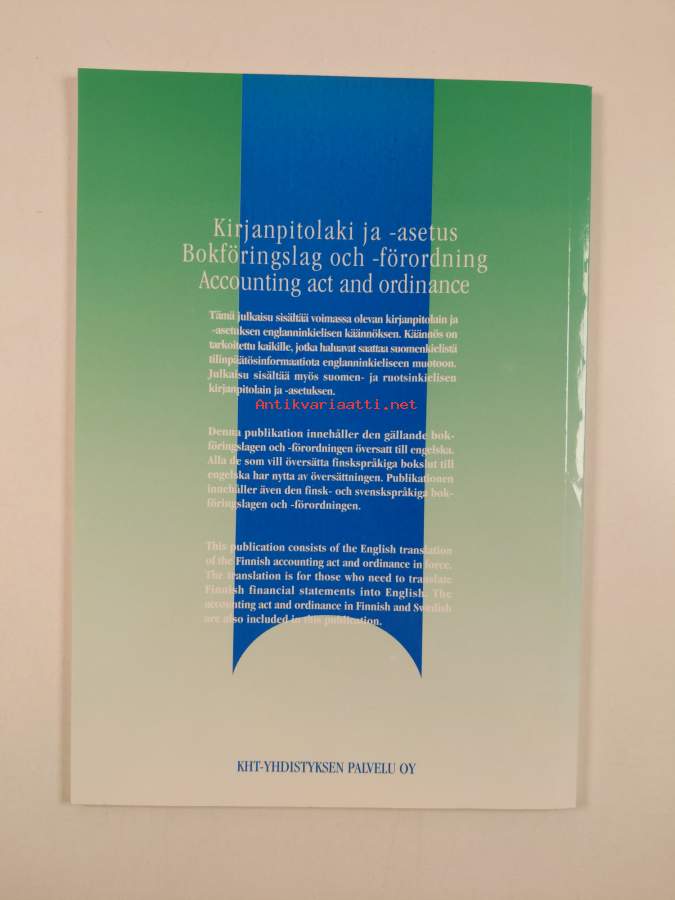 Kirjanpitolaki ja -asetus
Bokföringslag och -förordning
Accounting act and ordinance
Tämä julkaisu sisältää voimassa olevan kirjanpitolain ja
-asetuksen englanninkielisen käännöksen. Käännös on
tarkoitettu kaikille, jotka haluavat saattaa suomenkielistä
tilinpäätösinformaatiota englanninkieliseen muotoon.
Julkaisu sisältää myös suomen- ja ruotsinkielisen
kirjanpitolain ja -asetuksen.
Antikvariaatti.net
Denna publikation innehåller den gällande bok-
föringslagen och -förordningen översatt till engelska.
Alla de som vill översätta finskspråkiga bokslut till
engelska har nytta av översättningen. Publikationen
innehåller även den finsk- och svenskspråkiga bok-
föringslagen och -förordningen.
This publication consists of the English translation
of the Finnish accounting act and ordinance in force.
The translation is for those who need to translate
Finnish financial statements into English. The
accounting act and ordinance in Finnish and Swedish
are also included in this publication.
KHT-YHDISTYKSEN PALVELU OY